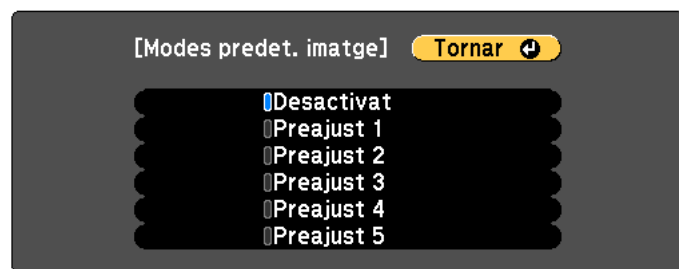 [Modes predet. imatge] Tornar
Desactivat
Preajust 1
Preajust 2
Preajust 3
Preajust 4
Preajust 5